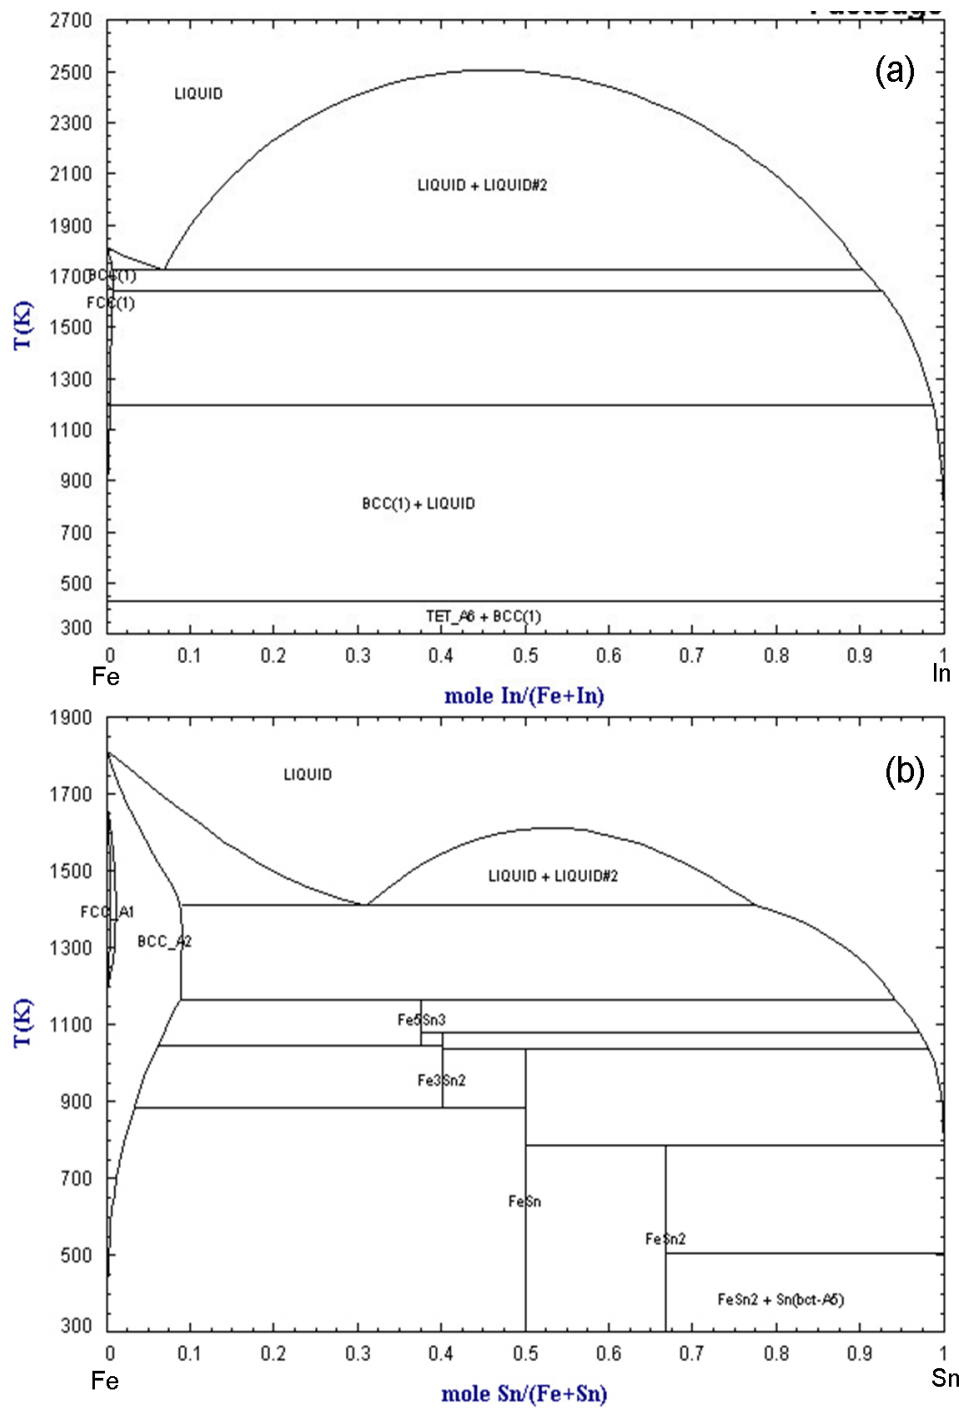 FactSage
2700
(a)
2500
LIQUID
2300
2100
LIQUID + LIQUID#2
1900
1700
BCC(1)
FCC(1)
1500
T(K)
1300
1100
900
BCC(1) + LIQUID
700
500
TET_A6 + BCC(1)
300
0 0.1 0.2 0.3 0.4 0.5 0.6 0.7 0.8 0.9 1
Fe In
mole In/(Fe+In)
1900
(b)
LIQUID
1700
1500
LIQUID + LIQUID#2
FCC_A1
BCC_A2
1300
T(K)
1100
Fe5Sn3
Fe3Sn2
900
700
FeSn
FeSn2
500
FeSn2 + Sn(bct-A5)
300
0 0.1 0.2 0.3 0.4 0.5 0.6 0.7 0.8 0.9 1
Fe Sn
mole Sn/(Fe+Sn)